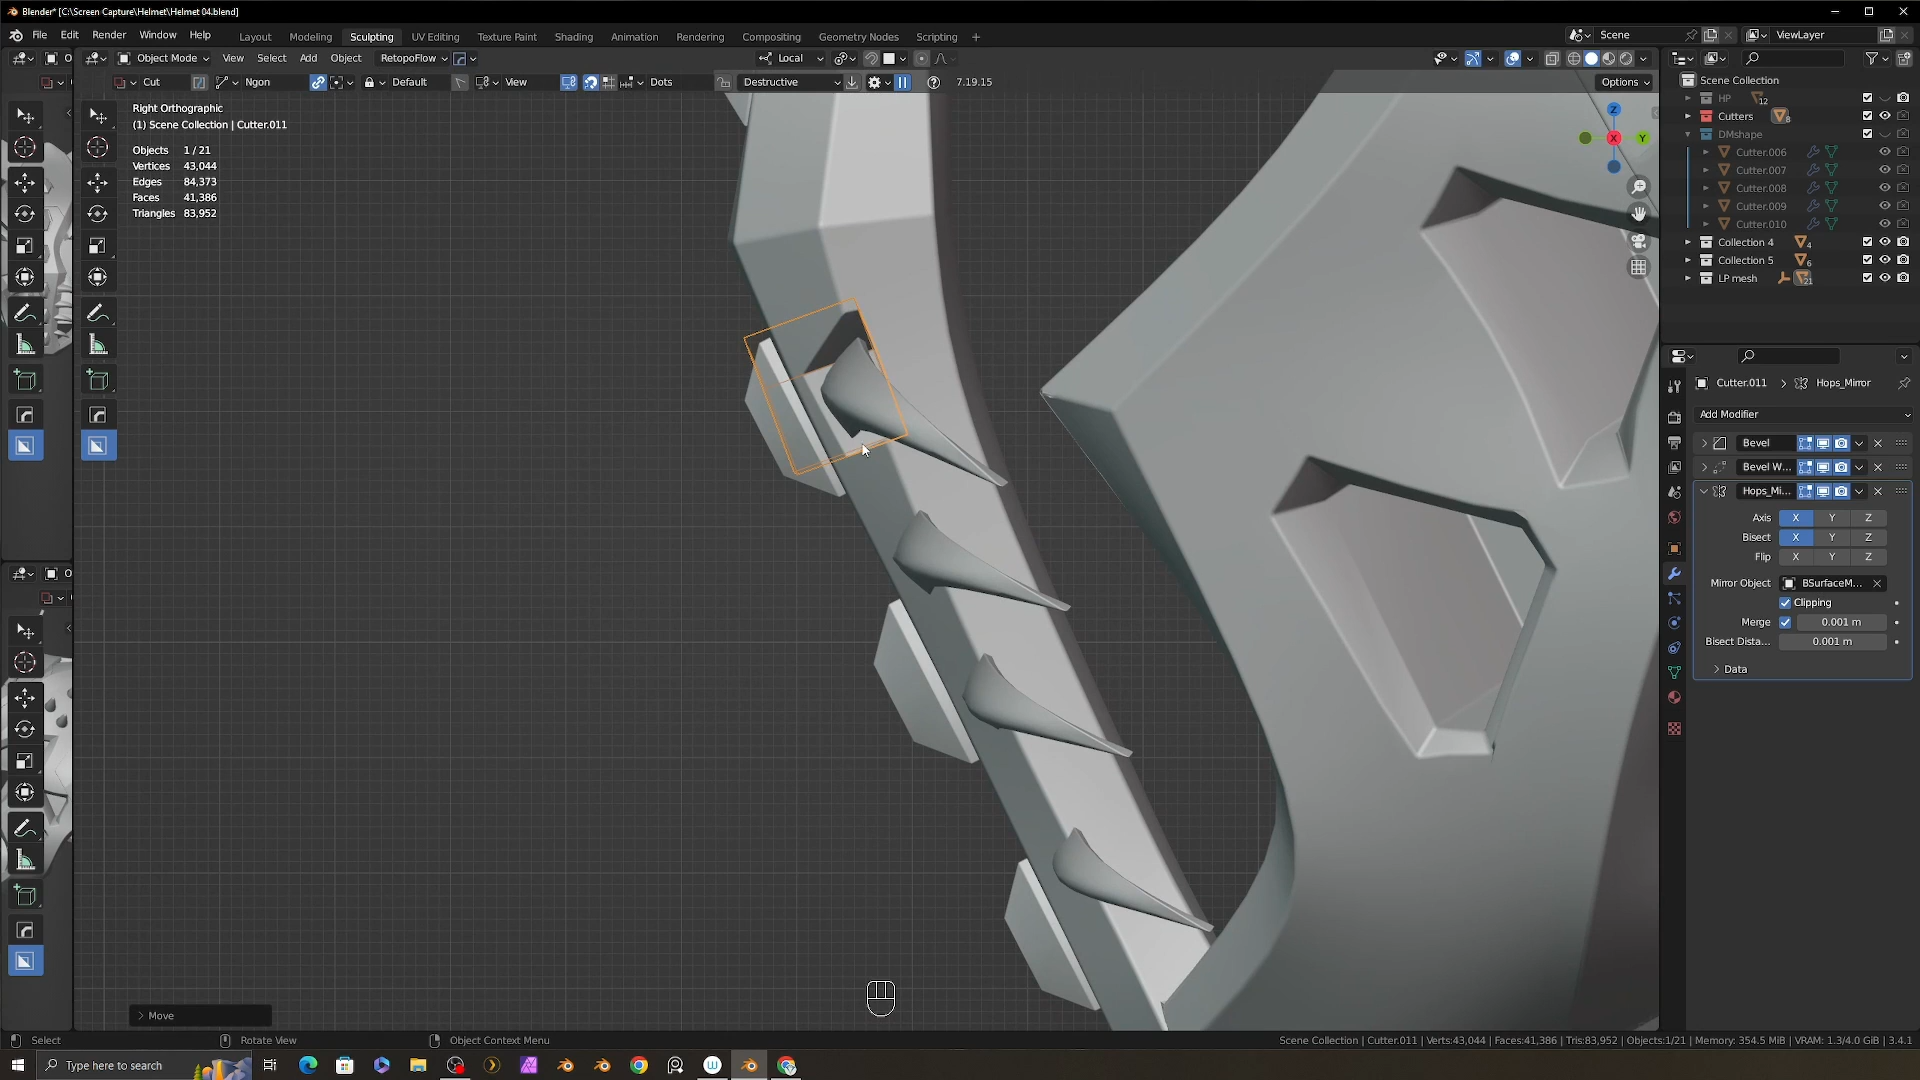 Blender* [C:\Screen Capture\Helmet\Helmet 04.blend]
File Edit Render Window Help
Layout Modeling Sculpting UV Editing Texture Paint Shading Animation Rendering Compositing Geometry Nodes Scripting +
Scene
ViewLayer
Object Mode View Select Add Object RetopoFlow Local
Cut Ngon Default View Dots Destructive 7.19.15 Options
Right Orthographic
(1) Scene Collection | Cutter.011
Objects 1 / 21
Vertices 43,044
Edges 84,373
Faces 41,386
Triangles 83,952
Z
Y
X
Scene Collection
HP 12
Cutters 8
DMshape
Cutter.006
Cutter.007
Cutter.008
Cutter.009
Cutter.010
Collection 4 4
Collection 5 6
LP mesh 21
Cutter.011 > Hops_Mirror
Add Modifier
Bevel
Bevel W...
Hops_Mi...
Axis X Y Z
Bisect X Y Z
Flip X Y Z
Mirror Object BSurfaceM...
Clipping
Merge 0.001 m
Bisect Dista... 0.001 m
Data
Move
Select Rotate View Object Context Menu
Scene Collection | Cutter.011 | Verts:43,044 | Faces:41,386 | Tris:83,952 | Objects:1/21 | Memory: 354.5 MiB | VRAM: 1.3/4.0 GiB | 3.4.1
Type here to search